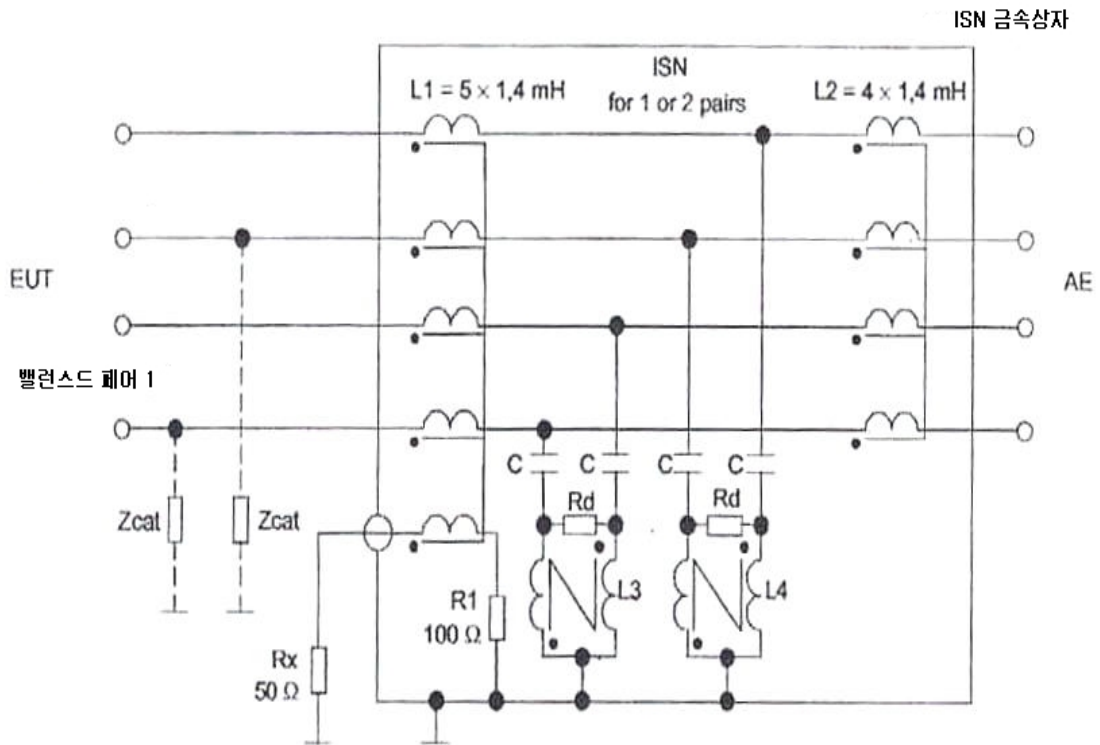 ISN 금속상자
ISN
for 1 or 2 pairs
L1 = 5 × 1,4 mH
L2 = 4 × 1,4 mH
EUT
AE
밸런스드 페어 1
C
C
C
C
Rd
Rd
Zcat
Zcat
L3
L4
R1
100 Ω
Rx
50 Ω